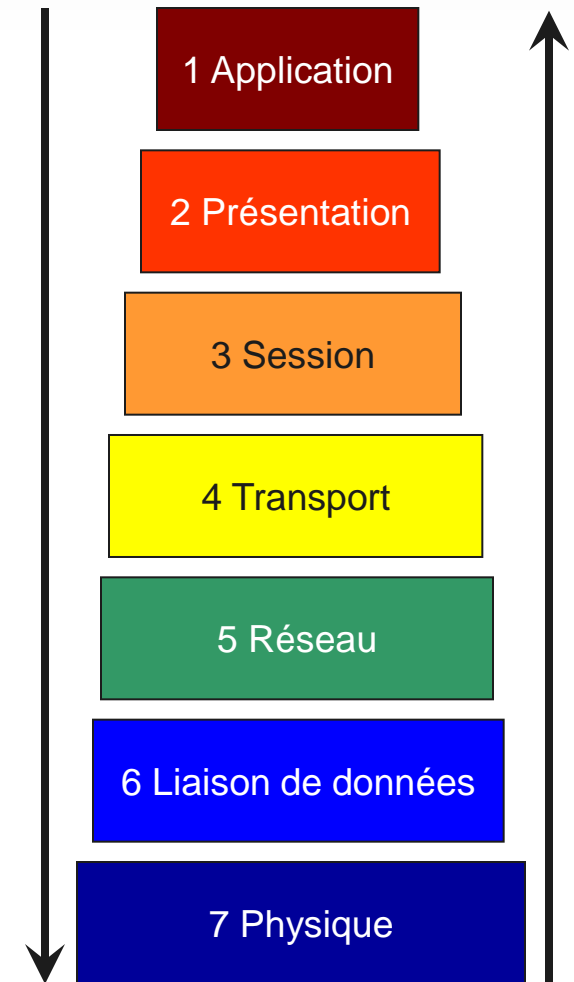 1 Application
2 Présentation
3 Session
4 Transport
5 Réseau
6 Liaison de données
7 Physique